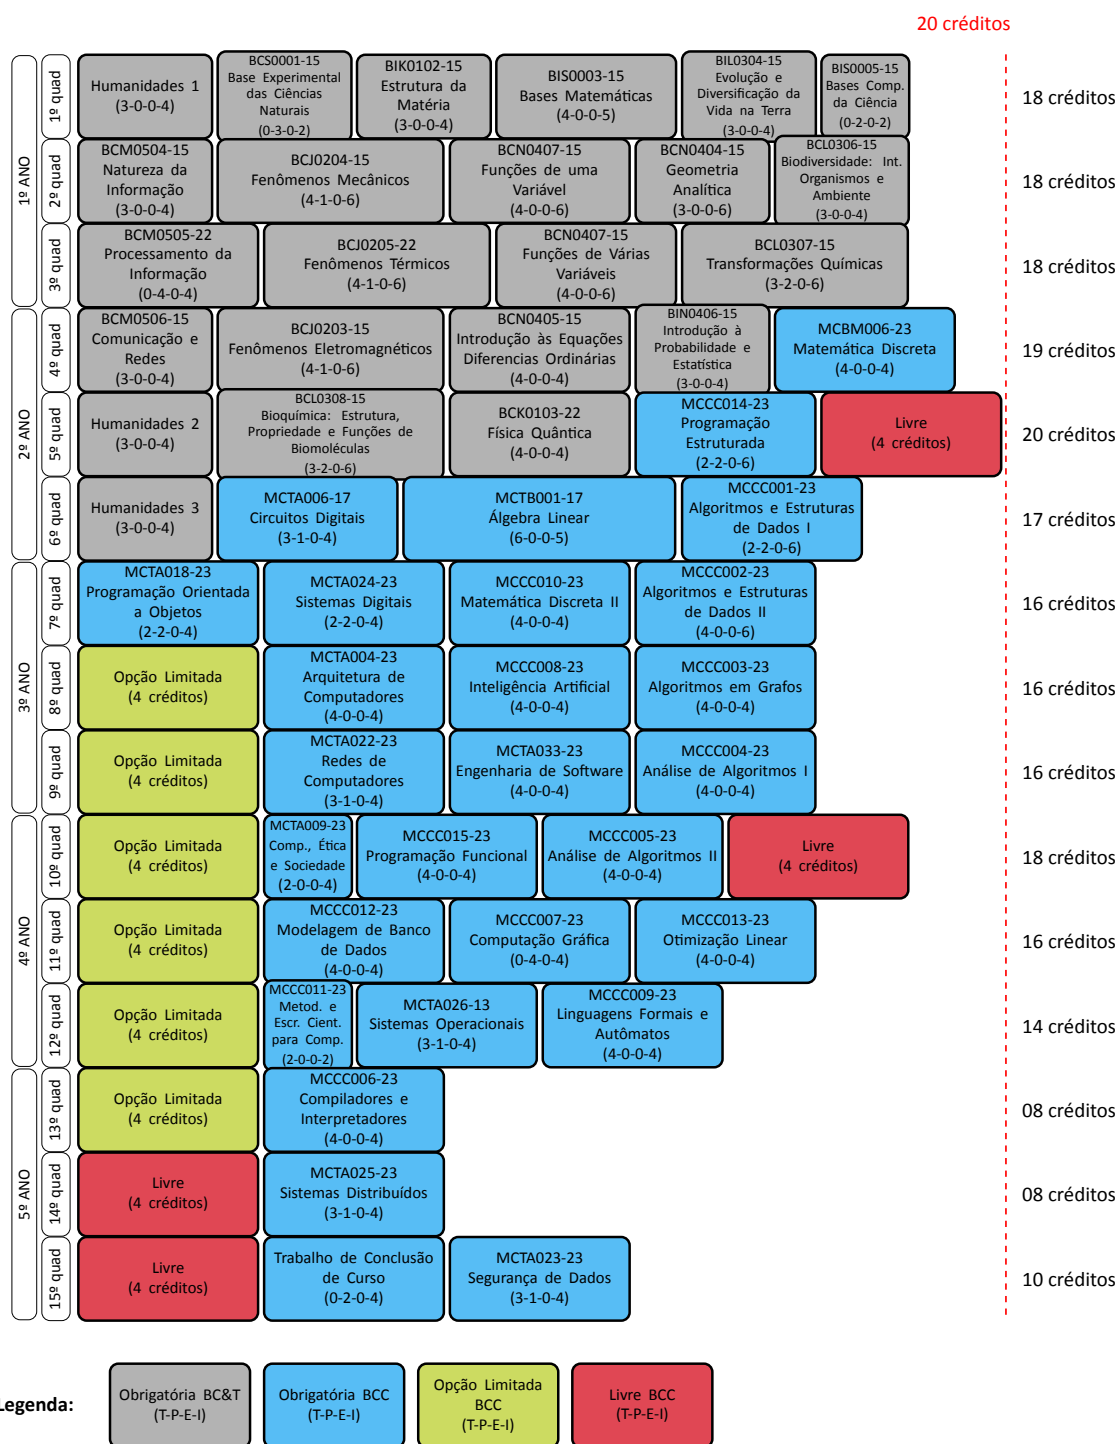 20 créditos
1º ANO
1º quad
Humanidades 1
(3-0-0-4)
BCS0001-15
Base Experimental
das Ciências
Naturais
(0-3-0-2)
BIK0102-15
Estrutura da
Matéria
(3-0-0-4)
BIS0003-15
Bases Matemáticas
(4-0-0-5)
BIL0304-15
Evolução e
Diversificação da
Vida na Terra
(3-0-0-4)
BIS0005-15
Bases Comp.
da Ciência
(0-2-0-2)
18 créditos
2º quad
BCM0504-15
Natureza da
Informação
(3-0-0-4)
BCJ0204-15
Fenômenos Mecânicos
(4-1-0-6)
BCN0407-15
Funções de uma
Variável
(4-0-0-6)
BCN0404-15
Geometria
Analítica
(3-0-0-6)
BCL0306-15
Biodiversidade: Int.
Organismos e
Ambiente
(3-0-0-4)
18 créditos
3º quad
BCM0505-22
Processamento da
Informação
(0-4-0-4)
BCJ0205-22
Fenômenos Térmicos
(4-1-0-6)
BCN0407-15
Funções de Várias
Variáveis
(4-0-0-6)
BCL0307-15
Transformações Químicas
(3-2-0-6)
18 créditos
2º ANO
4º quad
BCM0506-15
Comunicação e
Redes
(3-0-0-4)
BCJ0203-15
Fenômenos Eletromagnéticos
(4-1-0-6)
BCN0405-15
Introdução às Equações
Diferencias Ordinárias
(4-0-0-4)
BIN0406-15
Introdução à
Probabilidade e
Estatística
(3-0-0-4)
MCBM006-23
Matemática Discreta
(4-0-0-4)
19 créditos
5º quad
Humanidades 2
(3-0-0-4)
BCL0308-15
Bioquímica: Estrutura,
Propriedade e Funções de
Biomoléculas
(3-2-0-6)
BCK0103-22
Física Quântica
(4-0-0-4)
MCCC014-23
Programação
Estruturada
(2-2-0-6)
Livre
(4 créditos)
20 créditos
6º quad
Humanidades 3
(3-0-0-4)
MCTA006-17
Circuitos Digitais
(3-1-0-4)
MCTB001-17
Álgebra Linear
(6-0-0-5)
MCCC001-23
Algoritmos e Estruturas
de Dados I
(2-2-0-6)
17 créditos
3º ANO
7º quad
MCTA018-23
Programação Orientada
a Objetos
(2-2-0-4)
MCTA024-23
Sistemas Digitais
(2-2-0-4)
MCCC010-23
Matemática Discreta II
(4-0-0-4)
MCCC002-23
Algoritmos e Estruturas
de Dados II
(4-0-0-6)
16 créditos
8º quad
Opção Limitada
(4 créditos)
MCTA004-23
Arquitetura de
Computadores
(4-0-0-4)
MCCC008-23
Inteligência Artificial
(4-0-0-4)
MCCC003-23
Algoritmos em Grafos
(4-0-0-4)
16 créditos
9º quad
Opção Limitada
(4 créditos)
MCTA022-23
Redes de
Computadores
(3-1-0-4)
MCTA033-23
Engenharia de Software
(4-0-0-4)
MCCC004-23
Análise de Algoritmos I
(4-0-0-4)
16 créditos
4º ANO
10º quad
Opção Limitada
(4 créditos)
MCTA009-23
Comp., Ética
e Sociedade
(2-0-0-4)
MCCC015-23
Programação Funcional
(4-0-0-4)
MCCC005-23
Análise de Algoritmos II
(4-0-0-4)
Livre
(4 créditos)
18 créditos
11º quad
Opção Limitada
(4 créditos)
MCCC012-23
Modelagem de Banco
de Dados
(4-0-0-4)
MCCC007-23
Computação Gráfica
(0-4-0-4)
MCCC013-23
Otimização Linear
(4-0-0-4)
16 créditos
12º quad
Opção Limitada
(4 créditos)
MCCC011-23
Metod. e
Escr. Cient.
para Comp.
(2-0-0-2)
MCTA026-13
Sistemas Operacionais
(3-1-0-4)
MCCC009-23
Linguagens Formais e
Autômatos
(4-0-0-4)
14 créditos
5º ANO
13º quad
Opção Limitada
(4 créditos)
MCCC006-23
Compiladores e
Interpretadores
(4-0-0-4)
08 créditos
14º quad
Livre
(4 créditos)
MCTA025-23
Sistemas Distribuídos
(3-1-0-4)
08 créditos
15º quad
Livre
(4 créditos)
Trabalho de Conclusão
de Curso
(0-2-0-4)
MCTA023-23
Segurança de Dados
(3-1-0-4)
10 créditos
Legenda:
Obrigatória BC&T
(T-P-E-I)
Obrigatória BCC
(T-P-E-I)
Opção Limitada
BCC
(T-P-E-I)
Livre BCC
(T-P-E-I)